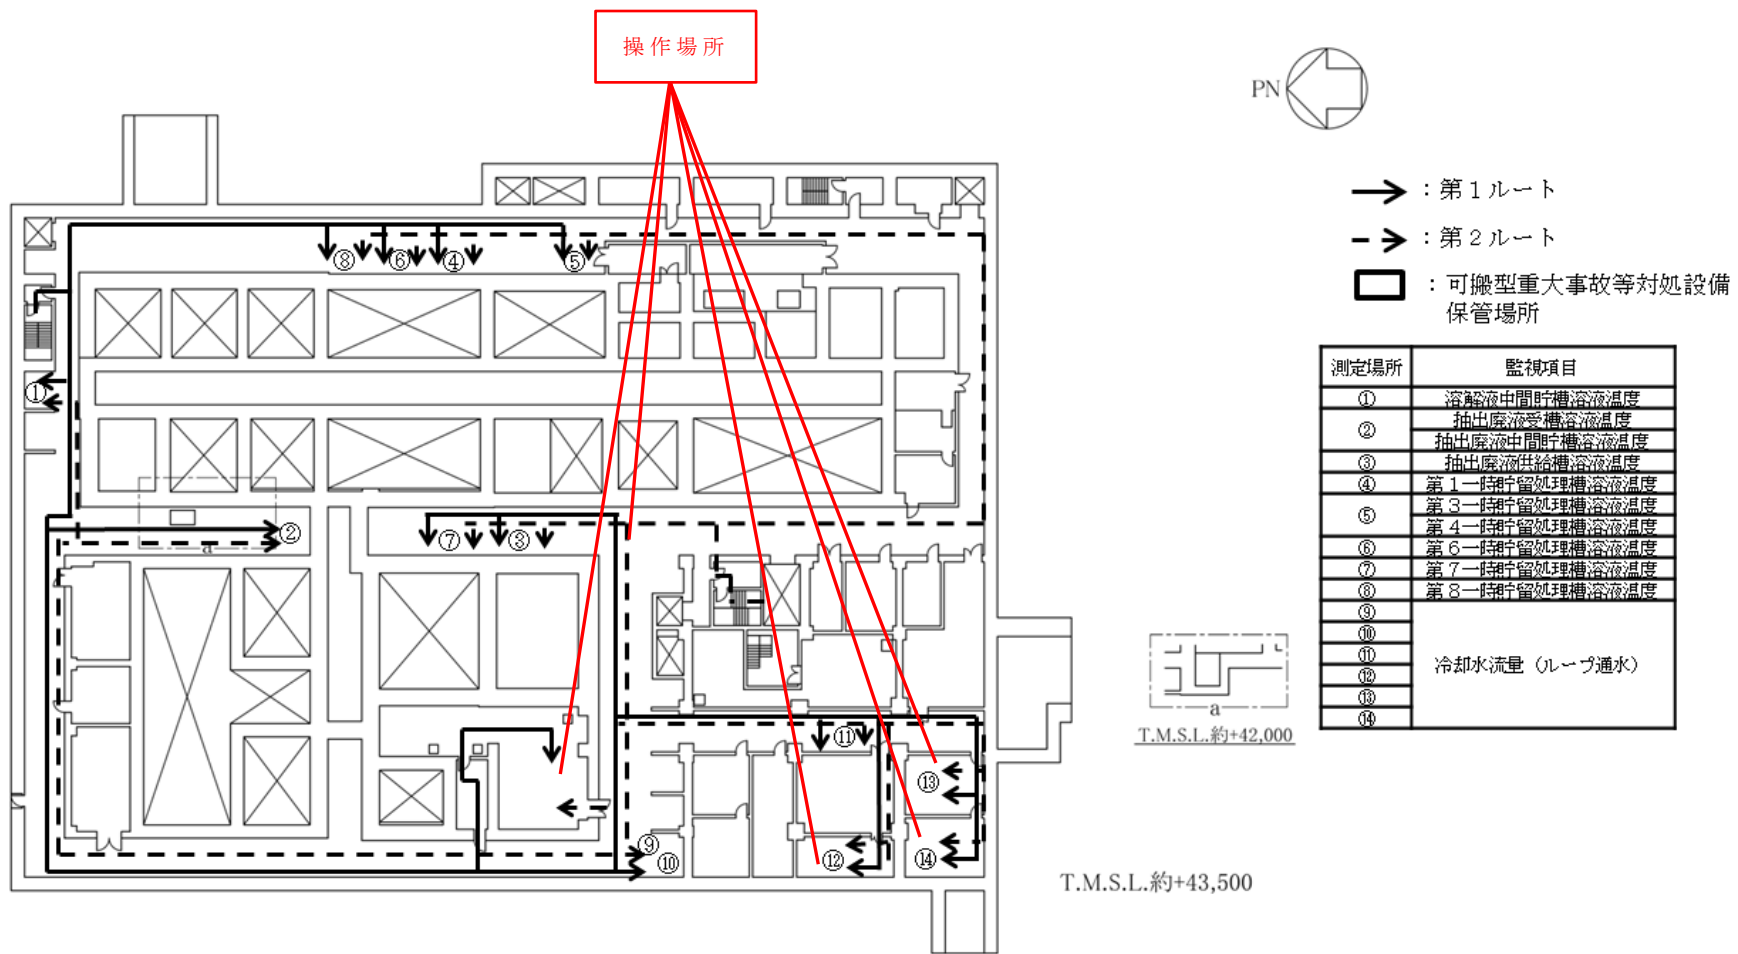 操作場所
PN
：第１ルート
：第２ルート
：可搬型重大事故等対処設備
保管場所
測定場所 監視項目
① 溶解液中間貯槽溶液温度
② 抽出廃液受槽溶液温度
抽出廃液中間貯槽溶液温度
③ 抽出廃液供給槽溶液温度
④ 第１一時貯留処理槽溶液温度
⑤ 第３一時貯留処理槽溶液温度
第４一時貯留処理槽溶液温度
⑥ 第６一時貯留処理槽溶液温度
⑦ 第７一時貯留処理槽溶液温度
⑧ 第８一時貯留処理槽溶液温度
⑨
⑩
⑪
⑫
⑬
⑭
冷却水流量（ループ通水）
⑧ ⑥ ④ ⑤
①
②
a
⑦ ③
⑪
⑬
⑨
⑩
⑫
⑭
a
T.M.S.L.約+42,000
T.M.S.L.約+43,500